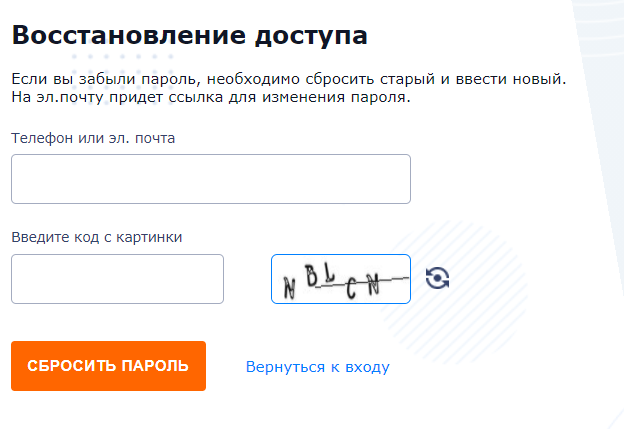 Восстановление доступа
Если вы забыли пароль, необходимо сбросить старый и ввести новый.
На эл.почту придет ссылка для изменения пароля.
Телефон или эл. почта
Введите код с картинки
СБРОСИТЬ ПАРОЛЬ
Вернуться к входу